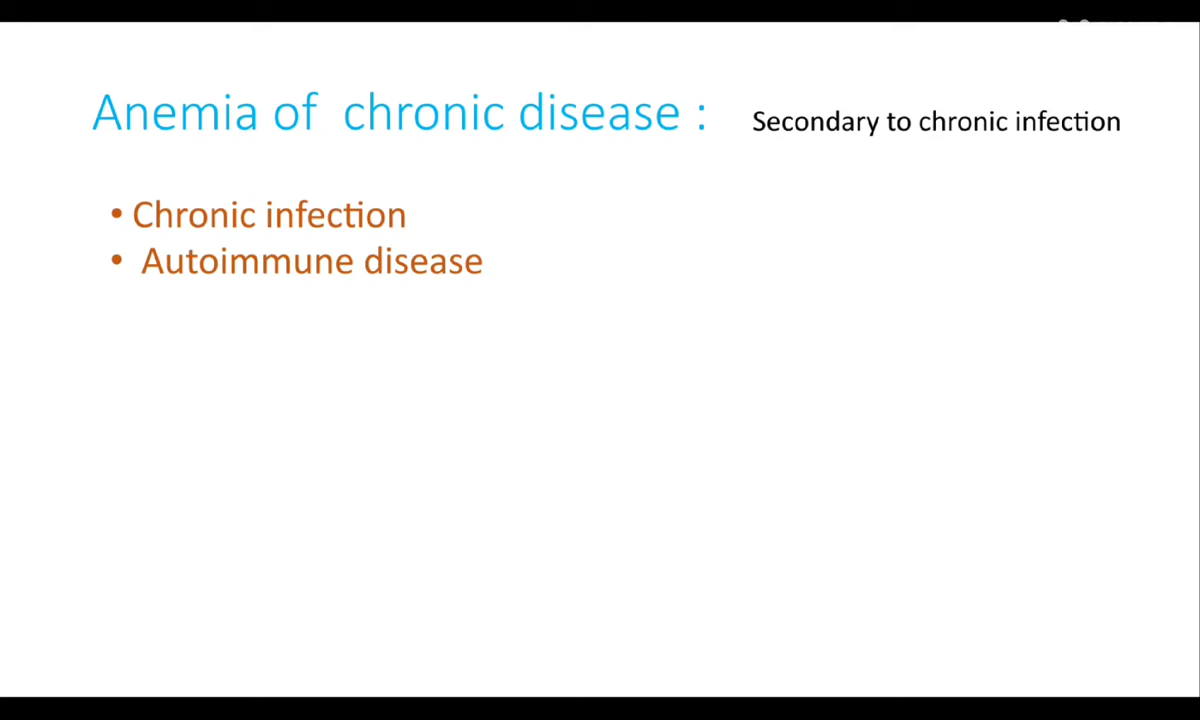 Anemia of chronic disease :
Secondary to chronic infection
• Chronic infection
• Autoimmune disease